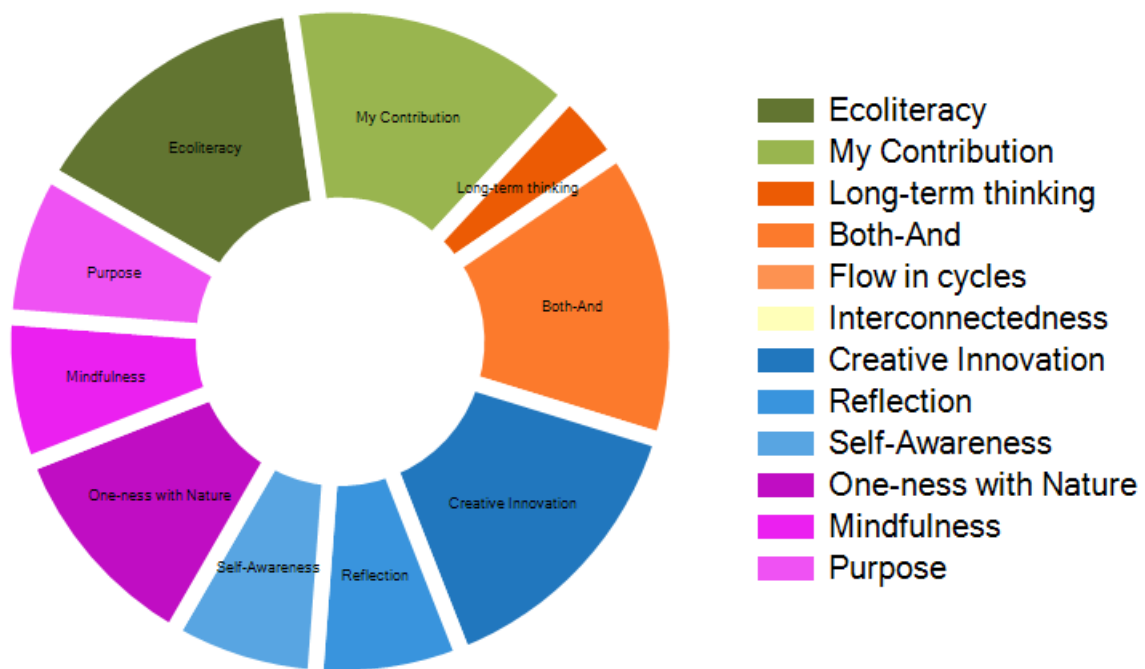 My Contribution
Ecoliteracy
Long-term thinking
Purpose
Both-And
Mindfulness
One-ness with Nature
Creative Innovation
Self-Awareness
Reflection
Ecoliteracy
My Contribution
Long-term thinking
Both-And
Flow in cycles
Interconnectedness
Creative Innovation
Reflection
Self-Awareness
One-ness with Nature
Mindfulness
Purpose